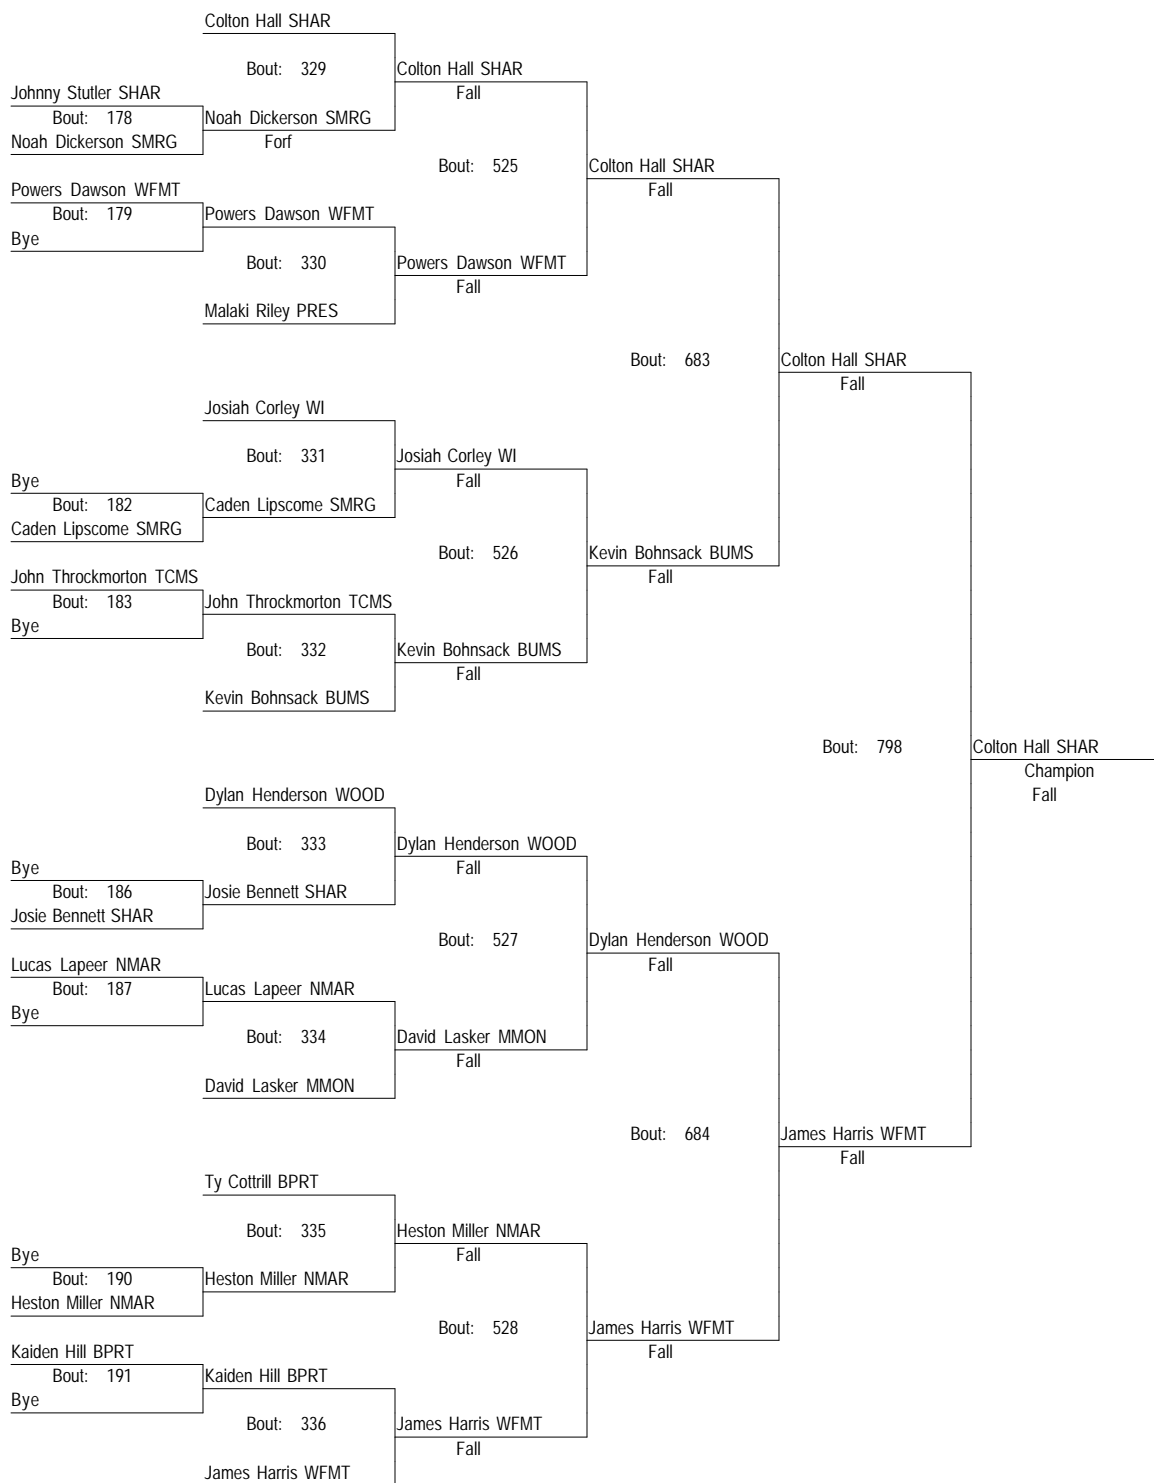 Colton Hall SHAR
Bout: 329
Colton Hall SHAR
Johnny Stutler SHAR
Fall
Bout: 178
Noah Dickerson SMRG
Noah Dickerson SMRG
Forf
Bout: 525
Colton Hall SHAR
Powers Dawson WFMT
Fall
Bout: 179
Powers Dawson WFMT
Bye
Bout: 330
Powers Dawson WFMT
Fall
Malaki Riley PRES
Bout: 683
Colton Hall SHAR
Fall
Josiah Corley WI
Bout: 331
Josiah Corley WI
Bye
Fall
Bout: 182
Caden Lipscome SMRG
Caden Lipscome SMRG
Bout: 526
Kevin Bohnsack BUMS
John Throckmorton TCMS
Fall
Bout: 183
John Throckmorton TCMS
Bye
Bout: 332
Kevin Bohnsack BUMS
Fall
Kevin Bohnsack BUMS
Bout: 798
Colton Hall SHAR
Champion
Fall
Dylan Henderson WOOD
Bout: 333
Dylan Henderson WOOD
Bye
Fall
Bout: 186
Josie Bennett SHAR
Josie Bennett SHAR
Bout: 527
Dylan Henderson WOOD
Lucas Lapeer NMAR
Fall
Bout: 187
Lucas Lapeer NMAR
Bye
Bout: 334
David Lasker MMON
Fall
David Lasker MMON
Bout: 684
James Harris WFMT
Fall
Ty Cottrill BPRT
Bout: 335
Heston Miller NMAR
Bye
Fall
Bout: 190
Heston Miller NMAR
Heston Miller NMAR
Bout: 528
James Harris WFMT
Kaiden Hill BPRT
Fall
Bout: 191
Kaiden Hill BPRT
Bye
Bout: 336
James Harris WFMT
Fall
James Harris WFMT